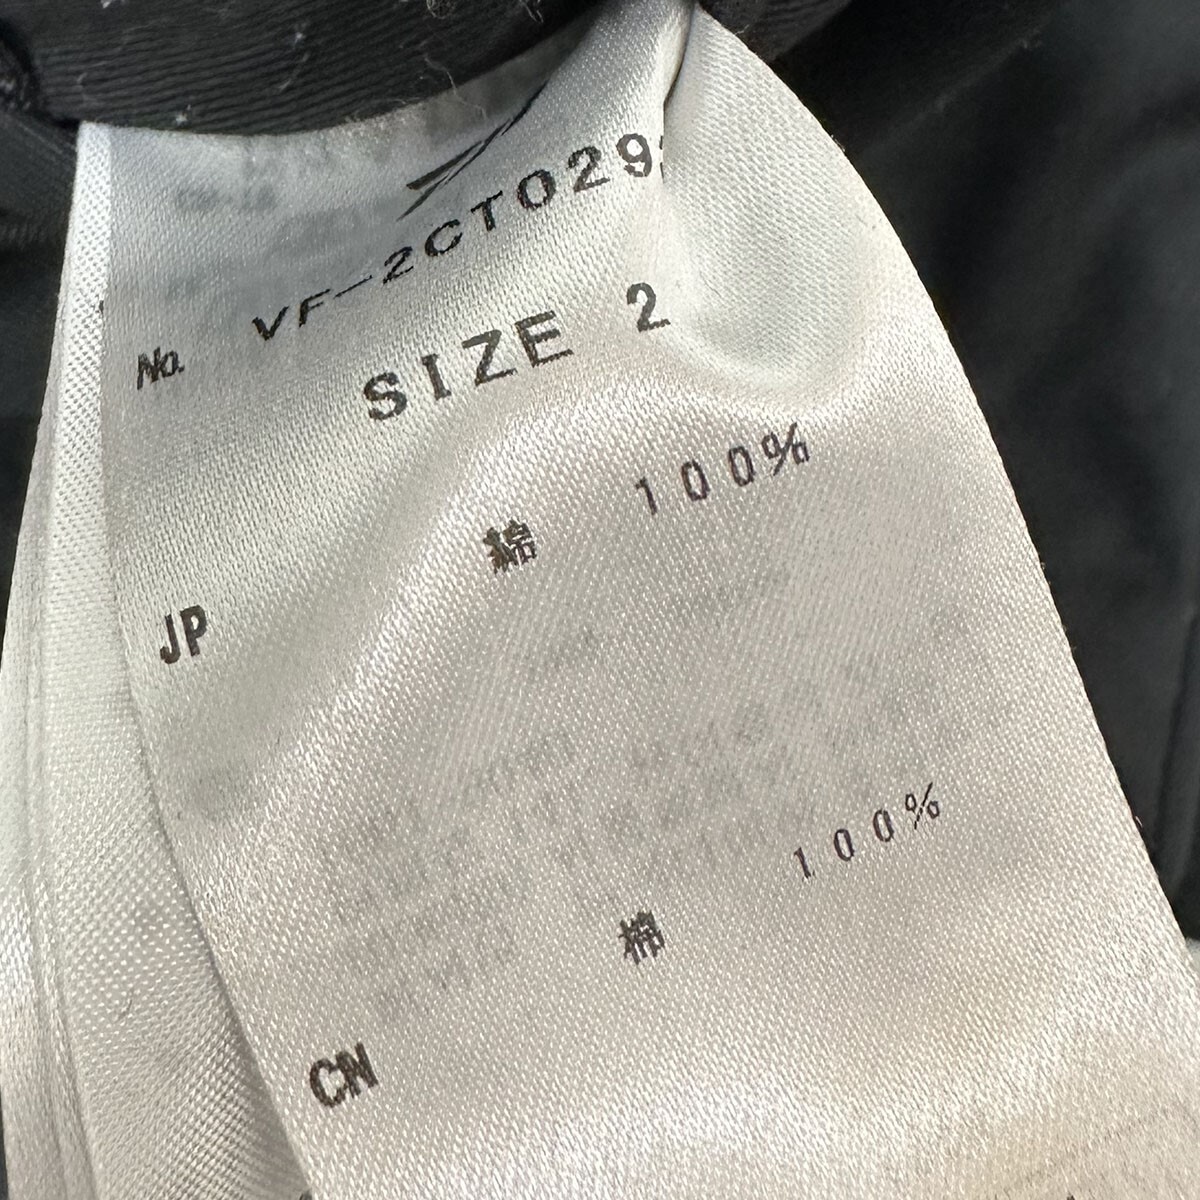 No. VF-2CT029
SIZE 2
JP 綿 100%
CN 棉 100%